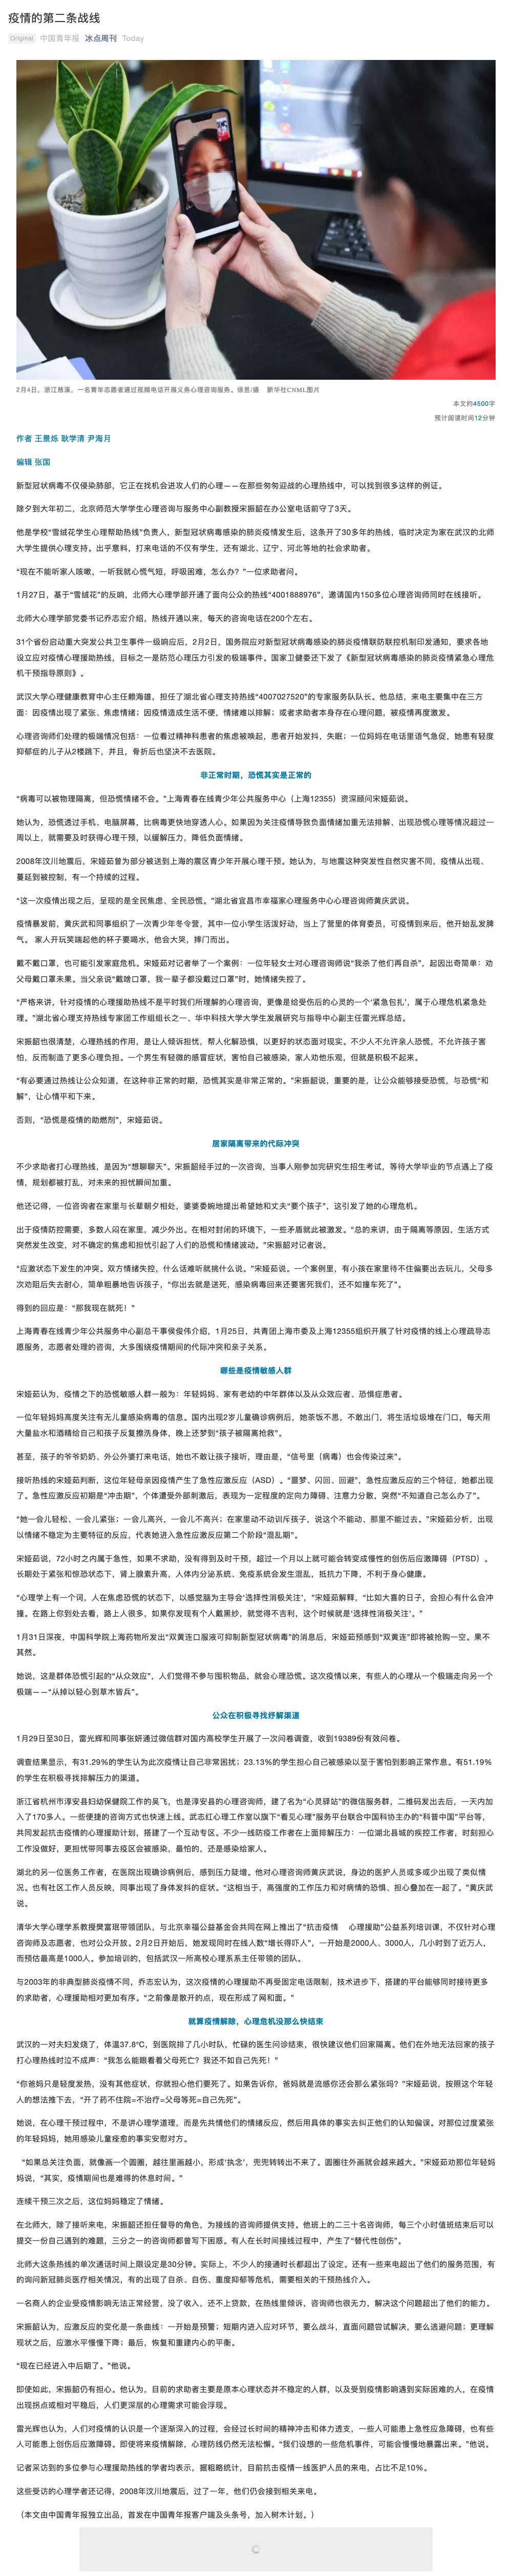 疫情的第二条战线
Original 中国青年报 冰点周刊 Today
2月4日，浙江慈溪，一名青年志愿者通过视频电话开展义务心理咨询服务。徐昱/摄 新华社CNML图片
本文约4500字
预计阅读时间12分钟
作者 王景烁 耿学清 尹海月
编辑 张国
新型冠状病毒不仅侵染肺部，它正在找机会进攻人们的心理——在那些匆匆迎战的心理热线中，可以找到很多这样的例证。
除夕到大年初二，北京师范大学学生心理咨询与服务中心副教授宋振韶在办公室电话前守了3天。
他是学校“雪绒花学生心理帮助热线”负责人，新型冠状病毒感染的肺炎疫情发生后，这条开了30多年的热线，临时决定为家在武汉的北师
大学生提供心理支持。出乎意料，打来电话的不仅有学生，还有湖北、辽宁、河北等地的社会求助者。
“现在不能听家人咳嗽，一听我就心慌气短，呼吸困难，怎么办？”一位求助者问。
1月27日，基于“雪绒花”的反响，北师大心理学部开通了面向公众的热线“4001888976”，邀请国内150多位心理咨询师同时在线接听。
北师大心理学部党委书记乔志宏介绍，热线开通以来，每天的咨询电话在200个左右。
31个省份启动重大突发公共卫生事件一级响应后，2月2日，国务院应对新型冠状病毒感染的肺炎疫情联防联控机制印发通知，要求各地
设立应对疫情心理援助热线，目标之一是防范心理压力引发的极端事件。国家卫健委还下发了《新型冠状病毒感染的肺炎疫情紧急心理危
机干预指导原则》。
武汉大学心理健康教育中心主任赖海雄，担任了湖北省心理支持热线“4007027520”的专家服务队队长。他总结，来电主要集中在三方
面：因疫情出现了紧张、焦虑情绪；因疫情造成生活不便，情绪难以排解；或者求助者本身存在心理问题，被疫情再度激发。
心理咨询师们处理的极端情况包括：一位看过精神科患者的焦虑被唤起，患者开始发抖，失眠；一位妈妈在电话里语气急促，她患有轻度
抑郁症的儿子从2楼跳下，并且，骨折后也坚决不去医院。
非正常时期，恐慌其实是正常的
“病毒可以被物理隔离，但恐慌情绪不会。”上海青春在线青少年公共服务中心（上海12355）资深顾问宋娅茹说。
她认为，恐慌透过手机、电脑屏幕，比病毒更快地穿透人心。如果因为关注疫情导致负面情绪加重无法排解、出现恐慌心理等情况超过一
周以上，就需要及时获得心理干预，以缓解压力，降低负面情绪。
2008年汶川地震后，宋娅茹曾为部分被送到上海的震区青少年开展心理干预。她认为，与地震这种突发性自然灾害不同，疫情从出现、
蔓延到被控制，有一个持续的过程。
“这一次疫情出现之后，呈现的是全民焦虑、全民恐慌。”湖北省宜昌市幸福家心理服务中心心理咨询师黄庆武说。
疫情暴发前，黄庆武和同事组织了一次青少年冬令营，其中一位小学生活泼好动，当上了营里的体育委员，可疫情到来后，他开始乱发脾
气。 家人开玩笑端起他的杯子要喝水，他会大哭，摔门而出。
戴不戴口罩，也可能引发家庭危机。宋娅茹对记者举了一个案例：一位年轻女士对心理咨询师说“我杀了他们再自杀”，起因出奇简单：劝
父母戴口罩未果。当父亲说“戴啥口罩，我一辈子都没戴过口罩”时，她情绪失控了。
“严格来讲，针对疫情的心理援助热线不是平时我们所理解的心理咨询，更像是给受伤后的心灵的一个‘紧急包扎’，属于心理危机紧急处
理。”湖北省心理支持热线专家团工作组组长之一、华中科技大学大学生发展研究与指导中心副主任雷光辉总结。
宋振韶也很清楚，心理热线的作用，是让人倾诉担忧，帮人化解恐惧，以更好的状态面对现实。不少人不允许亲人恐慌，不允许孩子害
怕，反而制造了更多心理负担。一个男生有轻微的感冒症状，害怕自己被感染，家人劝他乐观，但就是积极不起来。
“有必要通过热线让公众知道，在这种非正常的时期，恐慌其实是非常正常的。”宋振韶说，重要的是，让公众能够接受恐慌，与恐慌“和
解”，让心情平和下来。
否则，“恐慌是疫情的助燃剂”，宋娅茹说。
居家隔离带来的代际冲突
不少求助者打心理热线，是因为“想聊聊天”。宋振韶经手过的一次咨询，当事人刚参加完研究生招生考试，等待大学毕业的节点遇上了疫
情，规划都被打乱，对未来的担忧瞬间加重。
他还记得，一位咨询者在家里与长辈朝夕相处，婆婆委婉地提出希望她和丈夫“要个孩子”，这引发了她的心理危机。
出于疫情防控需要，多数人闷在家里，减少外出。在相对封闭的环境下，一些矛盾就此被激发。“总的来讲，由于隔离等原因，生活方式
突然发生改变，对不确定的焦虑和担忧引起了人们的恐慌和情绪波动。”宋振韶对记者说。
“应激状态下发生的冲突。双方情绪失控，什么话难听就挑什么说。”宋娅茹说。一个案例里，有小孩在家里待不住偏要出去玩儿，父母多
次劝阻后失去耐心，简单粗暴地告诉孩子，“你出去就是送死，感染病毒回来还要害死我们，还不如撞车死了”。
得到的回应是：“那我现在就死！”
上海青春在线青少年公共服务中心副总干事侯俊伟介绍，1月25日，共青团上海市委及上海12355组织开展了针对疫情的线上心理疏导志
愿服务，志愿者处理的咨询，大多围绕疫情期间的代际冲突和亲子关系。
哪些是疫情敏感人群
宋娅茹认为，疫情之下的恐慌敏感人群一般为：年轻妈妈、家有老幼的中年群体以及从众效应者、恐惧症患者。
一位年轻妈妈高度关注有无儿童感染病毒的信息。国内出现2岁儿童确诊病例后，她茶饭不思，不敢出门，将生活垃圾堆在门口，每天用
大量盐水和酒精给自己和孩子反复擦洗身体，晚上还梦到“孩子被隔离抢救”。
甚至，孩子的爷爷奶奶、外公外婆打来电话，她也不敢让孩子接听，理由是，“信号里（病毒）也会传染过来”。
接听热线的宋娅茹判断，这位年轻母亲因疫情产生了急性应激反应（ASD）。“噩梦、闪回、回避”，急性应激反应的三个特征，她都出现
了。急性应激反应初期是“冲击期”，个体遭受外部刺激后，表现为一定程度的定向力障碍、注意力分散，突然“不知道自己怎么办了”。
“她一会儿轻松、一会儿紧张；一会儿高兴、一会儿不高兴；在家里动不动训斥孩子，说这个不能动、那里不能过去。”宋娅茹分析，出现
以情绪不稳定为主要特征的反应，代表她进入急性应激反应第二个阶段“混乱期”。
宋娅茹说，72小时之内属于急性，如果不求助，没有得到及时干预，超过一个月以上就可能会转变成慢性的创伤后应激障碍（PTSD）。
长期处于紧张和惊恐状态下，肾上腺素升高，人体内分泌系统、免疫系统会发生混乱，抵抗力下降，不利于身心健康。
“心理学上有一个词，人在焦虑恐慌的状态下，以感觉脑为主导会‘选择性消极关注’，”宋娅茹解释，“比如大喜的日子，会担心有什么会冲
撞。在路上你到处去看，路上人很多，如果你发现有个人戴黑纱，就觉得不吉利，这个时候就是‘选择性消极关注’。”
1月31日深夜，中国科学院上海药物所发出“双黄连口服液可抑制新型冠状病毒”的消息后，宋娅茹预感到“双黄连”即将被抢购一空。果不
其然。
她说，这是群体恐慌引起的“从众效应”，人们觉得不参与囤积物品，就会心理恐慌。这次疫情以来，有些人的心理从一个极端走向另一个
极端——“从掉以轻心到草木皆兵”。
公众在积极寻找纾解渠道
1月29日至30日，雷光辉和同事张妍通过微信群对国内高校学生开展了一次问卷调查，收到19389份有效问卷。
调查结果显示，有31.29%的学生认为此次疫情让自己非常困扰；23.13%的学生担心自己被感染以至于害怕到影响正常作息。有51.19%
的学生在积极寻找排解压力的渠道。
浙江省杭州市淳安县妇幼保健院工作的吴飞，也是淳安县的心理咨询师，建了名为“心灵驿站”的微信服务群，二维码发出去后，一天内加
入了170多人。一些便捷的咨询方式也快速上线。武志红心理工作室以旗下“看见心理”服务平台联合中国科协主办的“科普中国”平台等，
共同发起抗击疫情的心理援助计划，搭建了一个互动专区。不少一线防疫工作者在上面排解压力：一位湖北县城的疾控工作者，时刻担心
工作没做好，更担忧带同事去疫区会被感染，最怕的，还是感染给家人。
湖北的另一位医务工作者，在医院出现确诊病例后，感到压力陡增。他对心理咨询师黄庆武说，身边的医护人员或多或少出现了类似情
况。也有社区工作人员反映，同事出现了身体发抖的症状。“这相当于，高强度的工作压力和对病情的恐惧、担心叠加在一起了。”黄庆武
说。
清华大学心理学系教授樊富珉带领团队，与北京幸福公益基金会共同在网上推出了“抗击疫情 心理援助”公益系列培训课，不仅针对心理
咨询师及志愿者，也对公众开放。2月2日开始后，她发现同时在线人数“增长得吓人”，一开始是2000人、3000人，几小时到了近万人，
而预估最高是1000人。参加培训的，包括武汉一所高校心理系系主任带领的团队。
与2003年的非典型肺炎疫情不同，乔志宏认为，这次疫情的心理援助不再受固定电话限制，技术进步下，搭建的平台能够同时接待更多
的求助者，心理援助相对更加有序。“之前像是散开的点，现在形成了网和面。”
就算疫情解除，心理危机没那么快结束
武汉的一对夫妇发烧了，体温37.8℃，到医院排了几小时队，忙碌的医生问诊结束，很快建议他们回家隔离。他们在外地无法回家的孩子
打心理热线时泣不成声：“我怎么能眼看着父母死亡？我还不如自己先死！”
“你爸妈只是轻度发热，没有其他症状，你就担心他们要死了。如果告诉你，爸妈就是流感你还会那么紧张吗？”宋娅茹说，按照这个年轻
人的想法推下去，“开了药不住院=不治疗=父母等死=自己先死”。
她说，在心理干预过程中，不是讲心理学道理，而是先共情他们的情绪反应，然后用具体的事实去纠正他们的认知偏误。对那位过度紧张
的年轻妈妈，她用感染儿童痊愈的事实安慰对方。
“如果总关注负面，就像画一个圆圈，越往里画越小，形成‘执念’，兜兜转转出不来了。圆圈往外画就会越来越大。”宋娅茹劝那位年轻妈
妈说，“其实，疫情期间也是难得的休息时间。”
连续干预三次之后，这位妈妈稳定了情绪。
在北师大，除了接听来电，宋振韶还担任督导的角色，为接线的咨询师提供支持。他班上的二三十名咨询师，每三个小时值班结束后可以
提交一份自己遇到的难题，三分之一的咨询师都曾写下困惑。有人在长时间接线过程中，产生了“替代性创伤”。
北师大这条热线的单次通话时间上限设定是30分钟。实际上，不少人的接通时长都超出了设定。还有一些来电超出了他们的服务范围，有
的询问新冠肺炎医疗相关情况，有的出现了自杀、自伤、重度抑郁等危机，需要相关的干预热线介入。
一名商人的企业受疫情影响无法正常经营，没了收入，还不上贷款，在热线里倾诉，咨询师也很无力，解决这个问题超出了他们的能力。
宋振韶认为，应激反应的变化是一条曲线：一开始是预警；短期内进入应对环节，要么战斗，直面问题尝试解决，要么逃避问题；更理解
现状之后，应激水平慢慢下降；最后，恢复和重建内心的平衡。
“现在已经进入中后期了。”他说。
即使如此，宋振韶仍有担心。他认为，目前的求助者主要是原本心理状态并不稳定的人群，以及受到疫情影响遇到实际困难的人，在疫情
出现拐点或相对平稳后，人们更深层的心理需求可能会浮现。
雷光辉也认为，人们对疫情的认识是一个逐渐深入的过程，会经过长时间的精神冲击和体力透支，一些人可能患上急性应急障碍，也有些
人可能患上创伤后应激障碍。即使将来疫情解除，心理防线仍然无法松懈。“我们设想的一些危机事件，可能会慢慢地暴露出来。”他说。
记者采访到的多位参与心理援助热线的学者均表示，据粗略统计，目前抗击疫情一线医护人员的来电，占比不足10%。
这些受访的心理学者还记得，2008年汶川地震后，过了一年，他们仍会接到相关来电。
（本文由中国青年报独立出品，首发在中国青年报客户端及头条号，加入树木计划。）